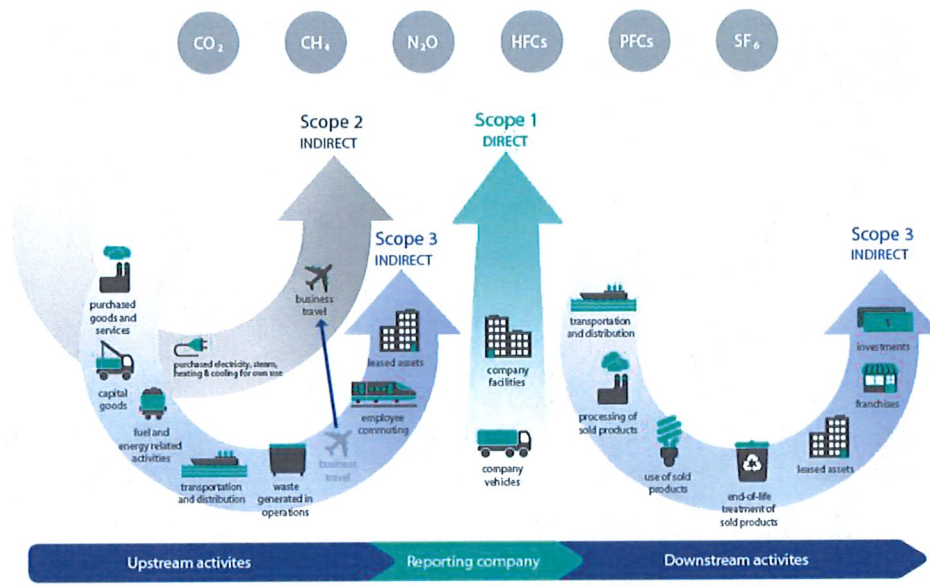 CO₂
CH₄
N₂O
HFCs
PFCs
SF₆
Scope 2
INDIRECT
Scope 1
DIRECT
Scope 3
INDIRECT
Scope 3
INDIRECT
purchased
goods and
services
capital
goods
fuel and
energy related
activities
purchased electricity, steam,
heating & cooling for own use
transportation
and distribution
waste
generated in
operations
business
travel
business
travel
employee
commuting
leased assets
company
facilities
company
vehicles
transportation
and distribution
processing of
sold products
use of sold
products
end-of-life
treatment of
sold products
leased assets
franchises
investments
Upstream activites
Reporting company
Downstream activites